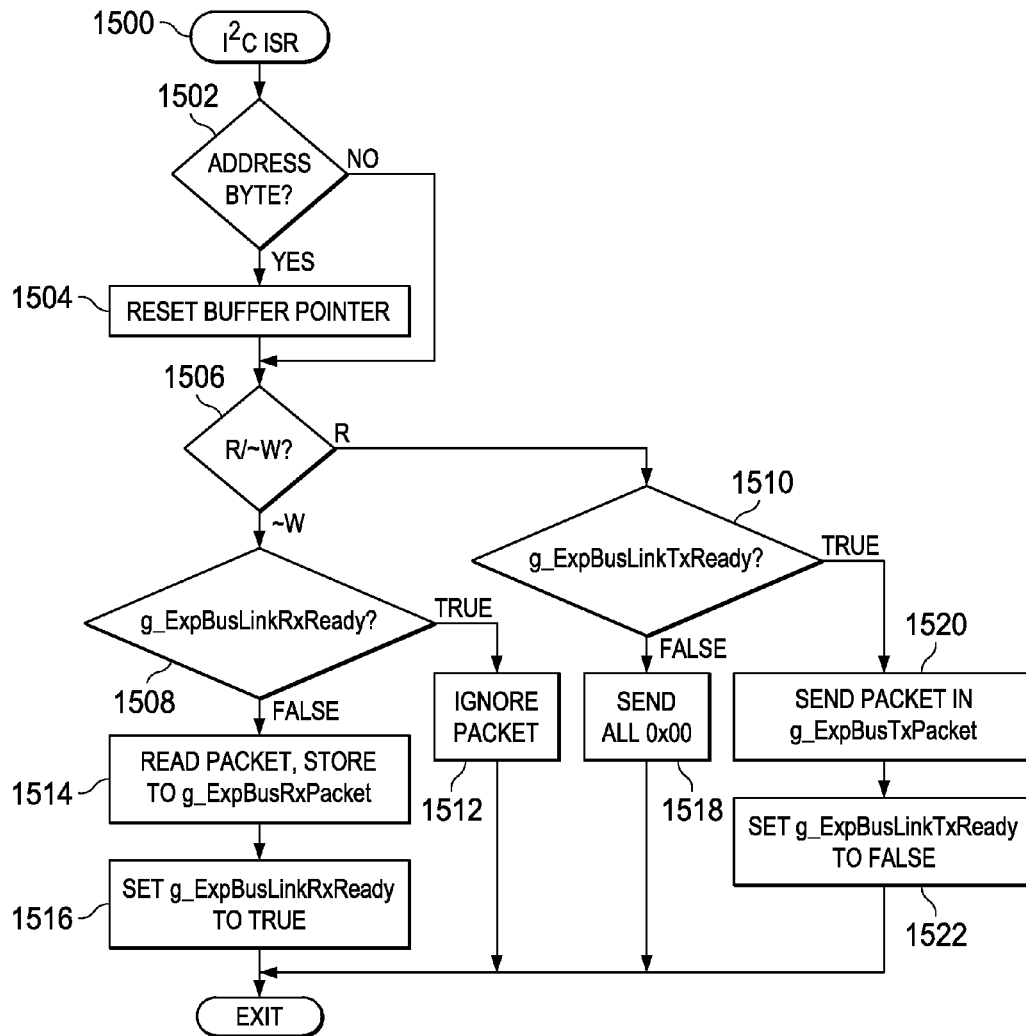 1500
I²C ISR
1502
ADDRESS
BYTE?
NO
YES
1504
RESET BUFFER POINTER
1506
R/~W?
R
~W
1510
g_ExpBusLinkTxReady?
TRUE
FALSE
g_ExpBusLinkRxReady?
TRUE
1508
FALSE
IGNORE
PACKET
1512
SEND
ALL 0x00
1518
1520
SEND PACKET IN
g_ExpBusTxPacket
1514
READ PACKET, STORE
TO g_ExpBusRxPacket
SET g_ExpBusLinkTxReady
TO FALSE
1522
1516
SET g_ExpBusLinkRxReady
TO TRUE
EXIT